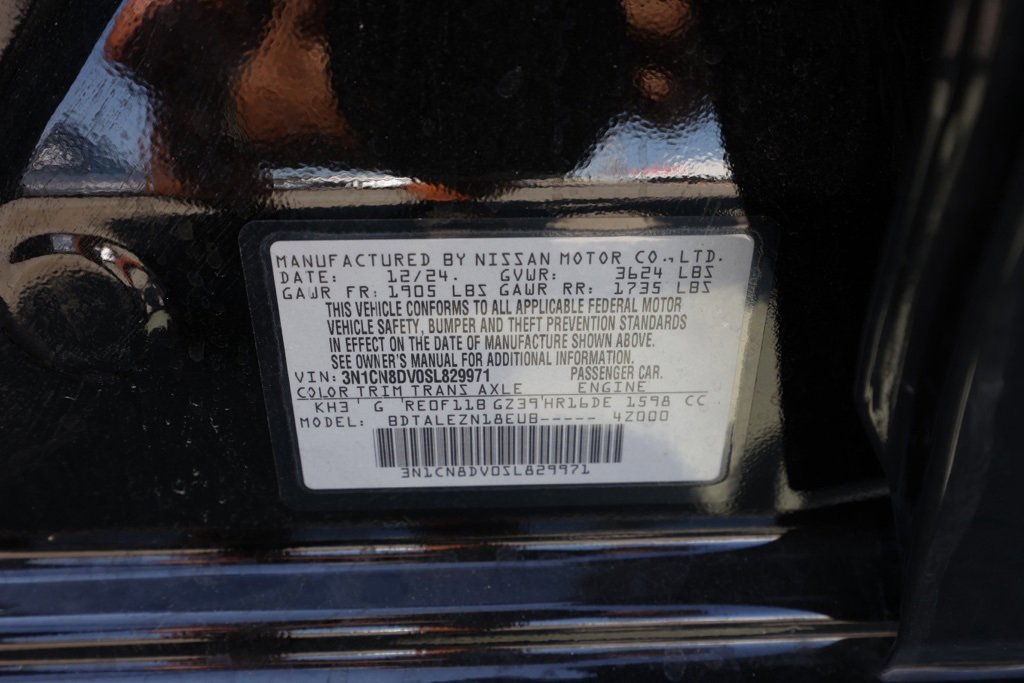 MANUFACTURED BY NISSAN MOTOR CO., LTD.
DATE: 12/24. GVWR: 3624 LBS
GAWR FR: 1905 LBS GAWR RR: 1735 LBS
THIS VEHICLE CONFORMS TO ALL APPLICABLE FEDERAL MOTOR
VEHICLE SAFETY, BUMPER AND THEFT PREVENTION STANDARDS
IN EFFECT ON THE DATE OF MANUFACTURE SHOWN ABOVE.
SEE OWNER'S MANUAL FOR ADDITIONAL INFORMATION.
VIN: 3N1CN8DV0SL829971 PASSENGER CAR.
COLOR TRIM TRANS AXLE ENGINE
KH3 G RE0F11B GZ39 HR16DE 1598 CC
MODEL: BDTALEZN18EUB----- 4Z000
3N1CN8DV0SL829971